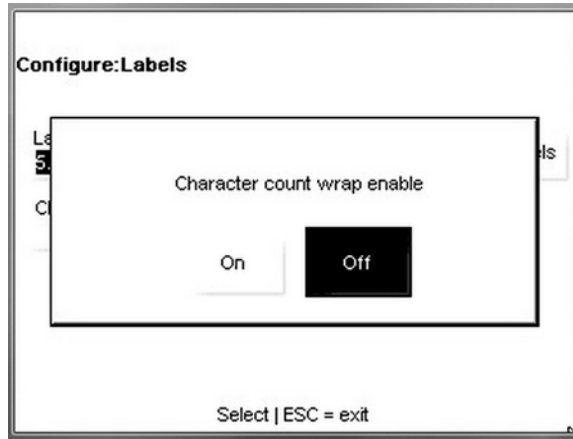 Configure:Labels
Character count wrap enable
On
Off
Select | ESC = exit